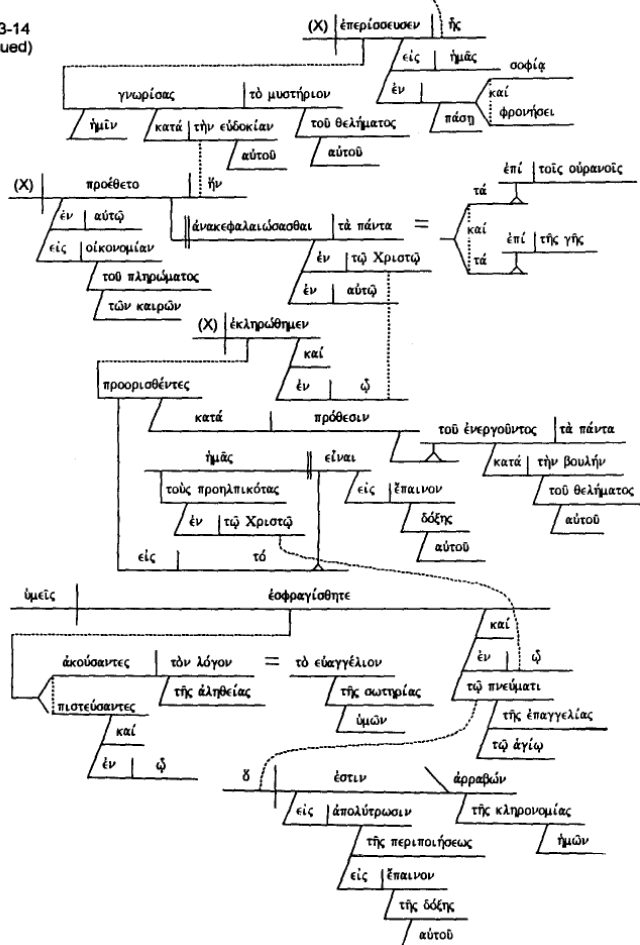 3-14
ued)
(X) ἐπερίσσευσεν ἧς
εἰς ἡμᾶς
σοφίᾳ
ἐν καί
πάσῃ φρονήσει
γνωρίσας τὸ μυστήριον
ἡμῖν κατά τὴν εὐδοκίαν τοῦ θελήματος
αὐτοῦ αὐτοῦ
ἐπί τοῖς οὐρανοῖς
τά
(X) προέθετο ἥν
ἐν αὐτῷ
ἀνακεφαλαιώσασθαι τὰ πάντα = καί
ἐπί τῆς γῆς
τά
εἰς οἰκονομίαν ἐν τῷ Χριστῷ
τοῦ πληρώματος ἐν αὐτῷ
τῶν καιρῶν
(X) ἐκληρώθημεν
καί
προορισθέντες ἐν ᾧ
κατά πρόθεσιν
τοῦ ἐνεργοῦντος τὰ πάντα
ἡμᾶς εἶναι κατά τὴν βουλήν
τοὺς προηλπικότας εἰς ἔπαινον τοῦ θελήματος
ἐν τῷ Χριστῷ δόξης αὐτοῦ
αὐτοῦ
εἰς τό
ὑμεῖς ἐσφραγίσθητε
καί
ἀκούσαντες τὸν λόγον = τὸ εὐαγγέλιον ἐν ᾧ
τῆς ἀληθείας τῆς σωτηρίας τῷ πνεύματι
πιστεύσαντες ὑμῶν τῆς ἐπαγγελίας
καί τῷ ἁγίῳ
ἐν ᾧ
ὅ ἐστιν ἀρραβών
εἰς ἀπολύτρωσιν τῆς κληρονομίας
τῆς περιποιήσεως ἡμῶν
εἰς ἔπαινον
τῆς δόξης
αὐτοῦ